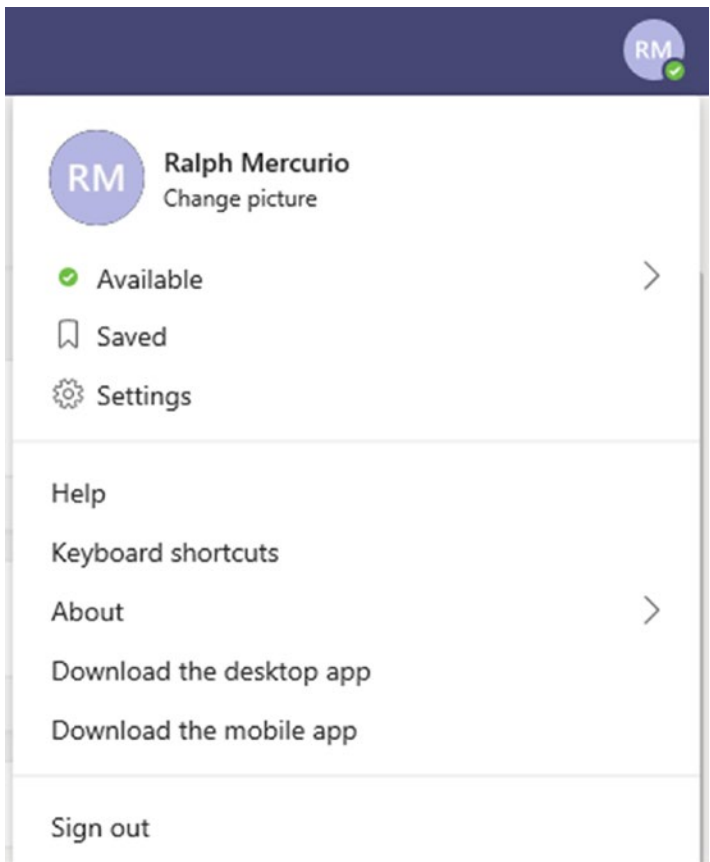 RM
RM
Ralph Mercurio
Change picture
Available
Saved
Settings
Help
Keyboard shortcuts
About
Download the desktop app
Download the mobile app
Sign out